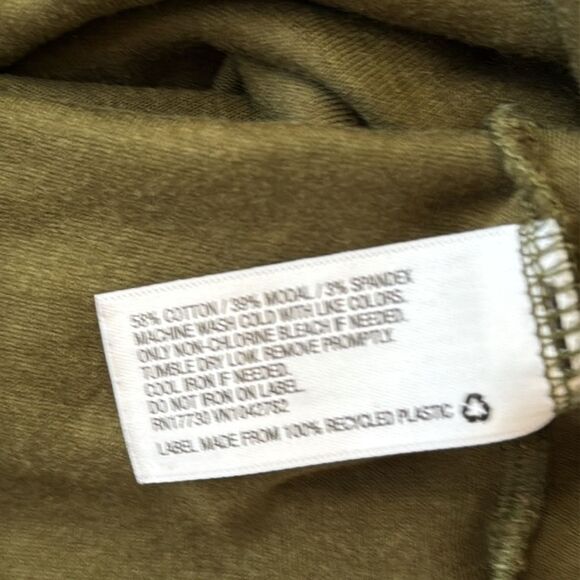 58% COTTON / 39% MODAL / 3% SPANDEX
MACHINE WASH COLD WITH LIKE COLORS.
ONLY NON-CHLORINE BLEACH IF NEEDED.
TUMBLE DRY LOW. REMOVE PROMPTLY.
COOL IRON IF NEEDED.
DO NOT IRON ON LABEL.
RN17730 VN1042782
LABEL MADE FROM 100% RECYCLED PLASTIC